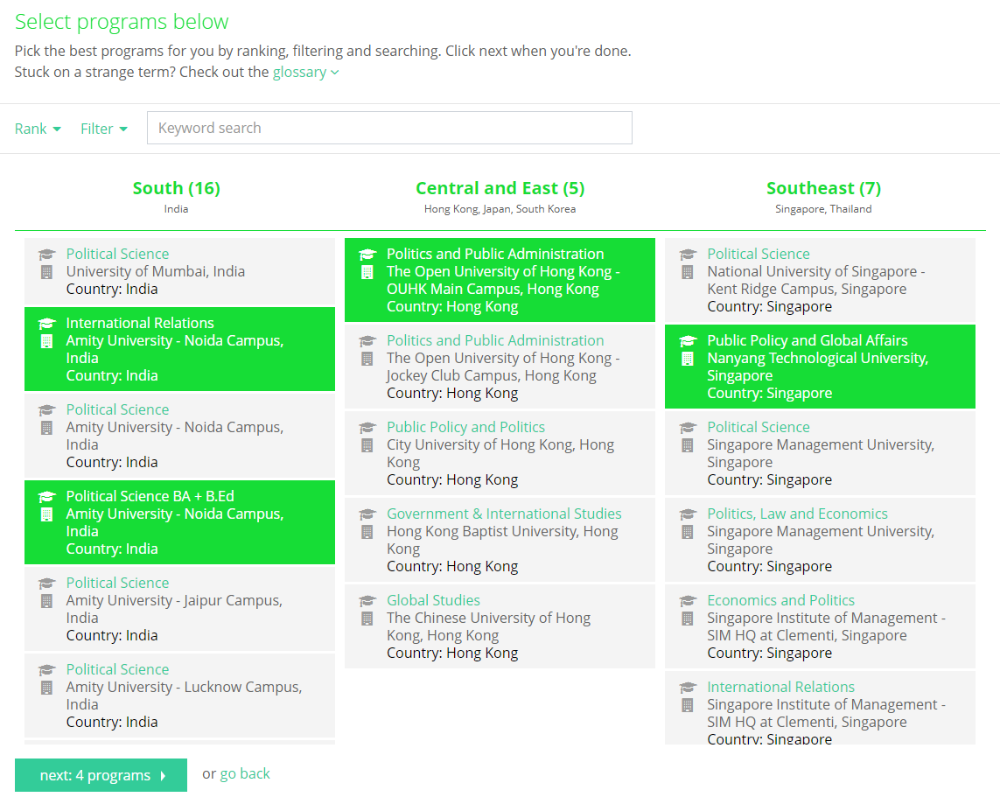 Select programs below
Pick the best programs for you by ranking, filtering and searching. Click next when you're done.
Stuck on a strange term? Check out the glossary
Rank
Filter
Keyword search
South (16)
India
Political Science
University of Mumbai, India
Country: India
International Relations
Amity University - Noida Campus,
India
Country: India
Political Science
Amity University - Noida Campus,
India
Country: India
Political Science BA + B.Ed
Amity University - Noida Campus,
India
Country: India
Political Science
Amity University - Jaipur Campus,
India
Country: India
Political Science
Amity University - Lucknow Campus,
India
Country: India
Central and East (5)
Hong Kong, Japan, South Korea
Politics and Public Administration
The Open University of Hong Kong -
OUHK Main Campus, Hong Kong
Country: Hong Kong
Politics and Public Administration
The Open University of Hong Kong -
Jockey Club Campus, Hong Kong
Country: Hong Kong
Public Policy and Politics
City University of Hong Kong, Hong
Kong
Country: Hong Kong
Government & International Studies
Hong Kong Baptist University, Hong
Kong
Country: Hong Kong
Global Studies
The Chinese University of Hong
Kong, Hong Kong
Country: Hong Kong
Southeast (7)
Singapore, Thailand
Political Science
National University of Singapore -
Kent Ridge Campus, Singapore
Country: Singapore
Public Policy and Global Affairs
Nanyang Technological University,
Singapore
Country: Singapore
Political Science
Singapore Management University,
Singapore
Country: Singapore
Politics, Law and Economics
Singapore Management University,
Singapore
Country: Singapore
Economics and Politics
Singapore Institute of Management -
SIM HQ at Clementi, Singapore
Country: Singapore
International Relations
Singapore Institute of Management -
SIM HQ at Clementi, Singapore
Country: Singapore
next: 4 programs
or go back